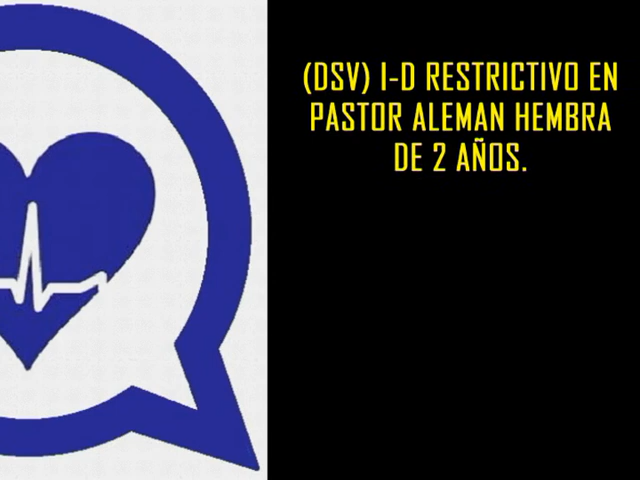 (DSV) I-D RESTRICTIVO EN
PASTOR ALEMAN HEMBRA
DE 2 AÑOS.